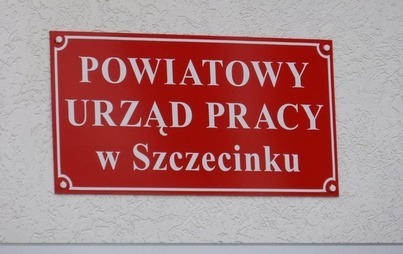 POWIATOWY
URZĄD PRACY
w Szczecinku